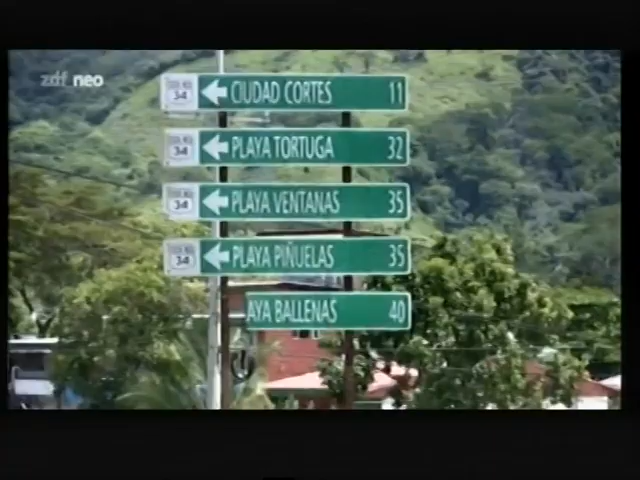 zdf neo
34 CIUDAD CORTES 11
34 PLAYA TORTUGA 32
34 PLAYA VENTANAS 35
34 PLAYA PIÑUELAS 35
AYA BALLENAS 40